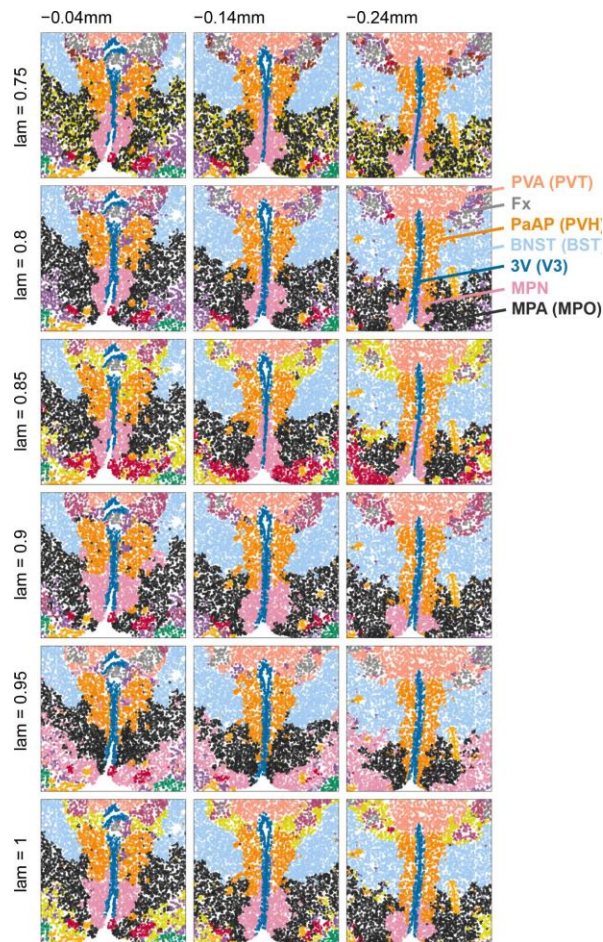 −0.04mm
−0.14mm
−0.24mm
lam = 0.75
lam = 0.8
PVA (PVT)
Fx
PaAP (PVH)
BNST (BST)
3V (V3)
MPN
MPA (MPO)
lam = 0.85
lam = 0.9
lam = 0.95
lam = 1